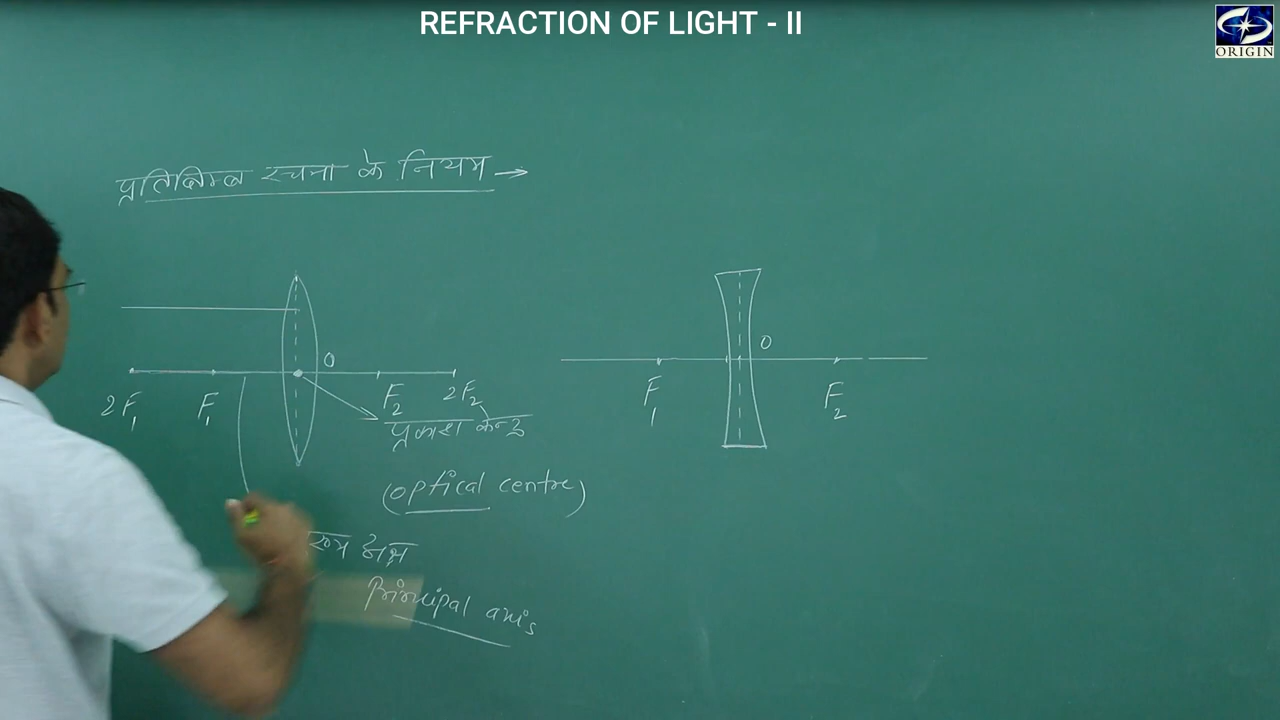 REFRACTION OF LIGHT - II
ORIGIN
प्रतिबिम्ब रचना के नियम →
O
2F₁ F₁ F₂ 2F₂
प्रकाश केन्द्र
(optical centre)
अक्ष
Principal axis
O
F₁ F₂